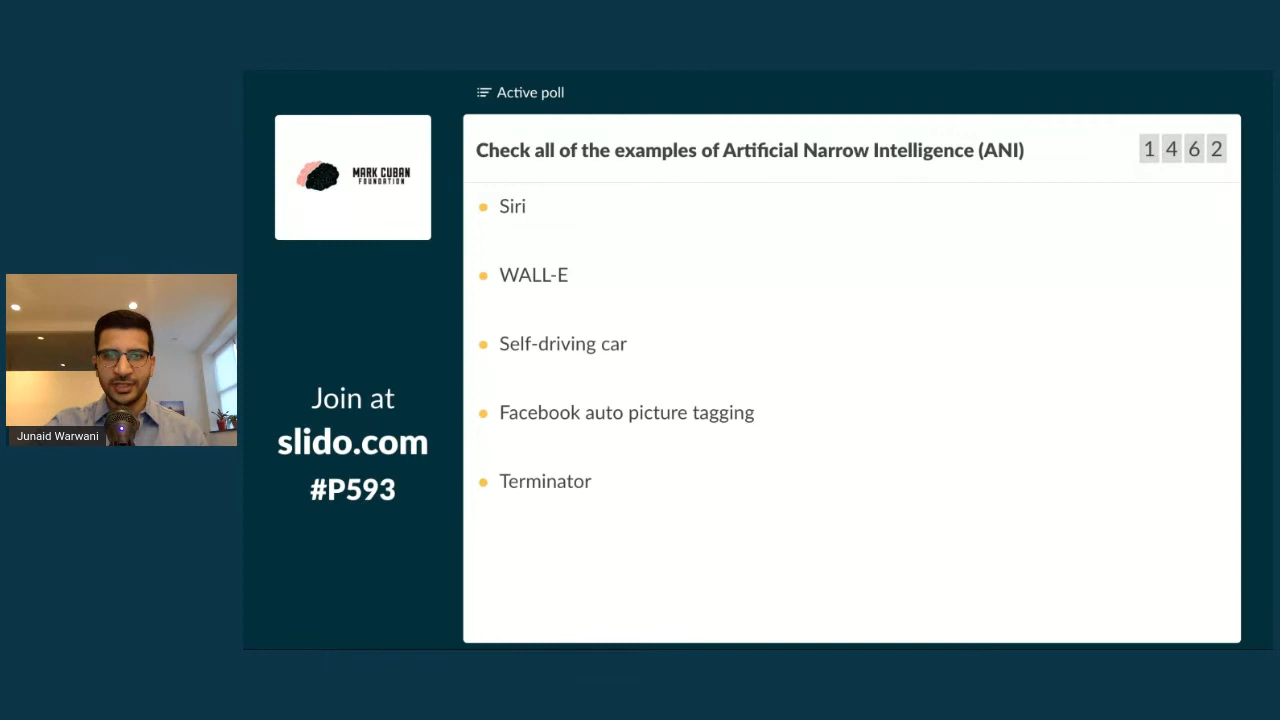 Active poll
MARK CUBAN
FOUNDATION
Check all of the examples of Artificial Narrow Intelligence (ANI)
1462
Siri
WALL-E
Self-driving car
Facebook auto picture tagging
Terminator
Join at
slido.com
#P593
Junaid Warwani